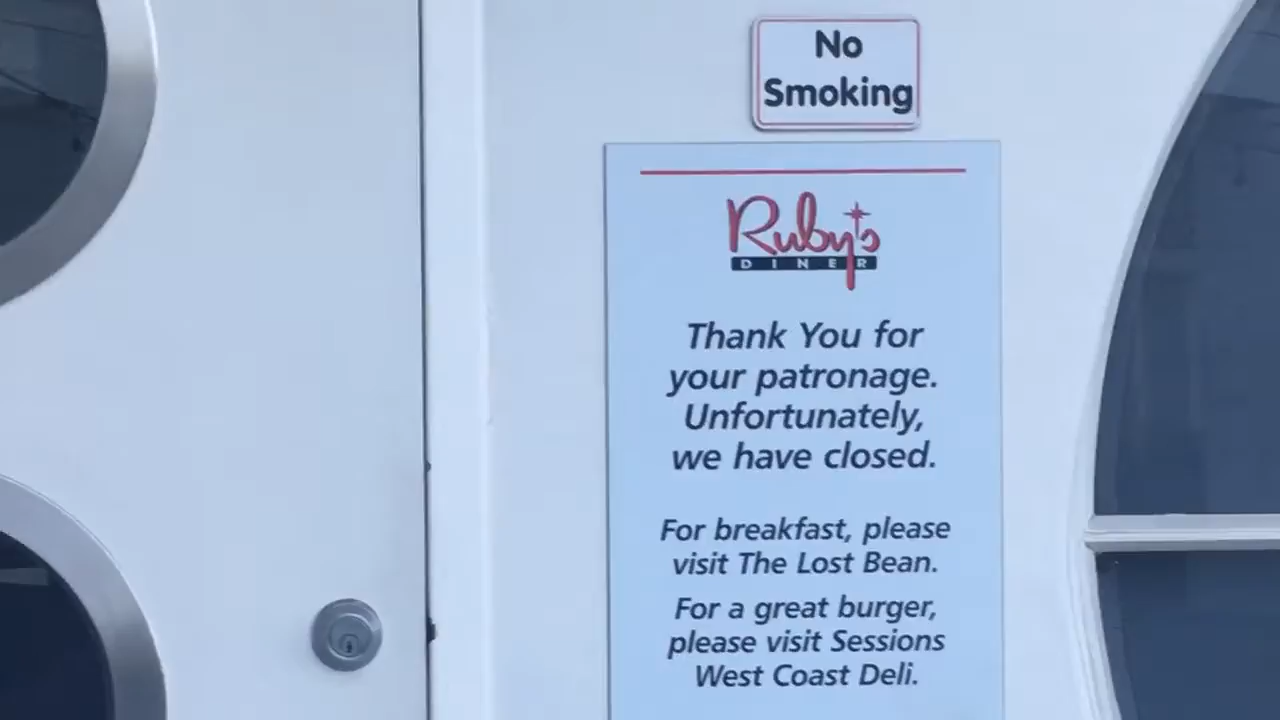 No
Smoking
Ruby's
DINER
Thank You for
your patronage.
Unfortunately,
we have closed.
For breakfast, please
visit The Lost Bean.
For a great burger,
please visit Sessions
West Coast Deli.